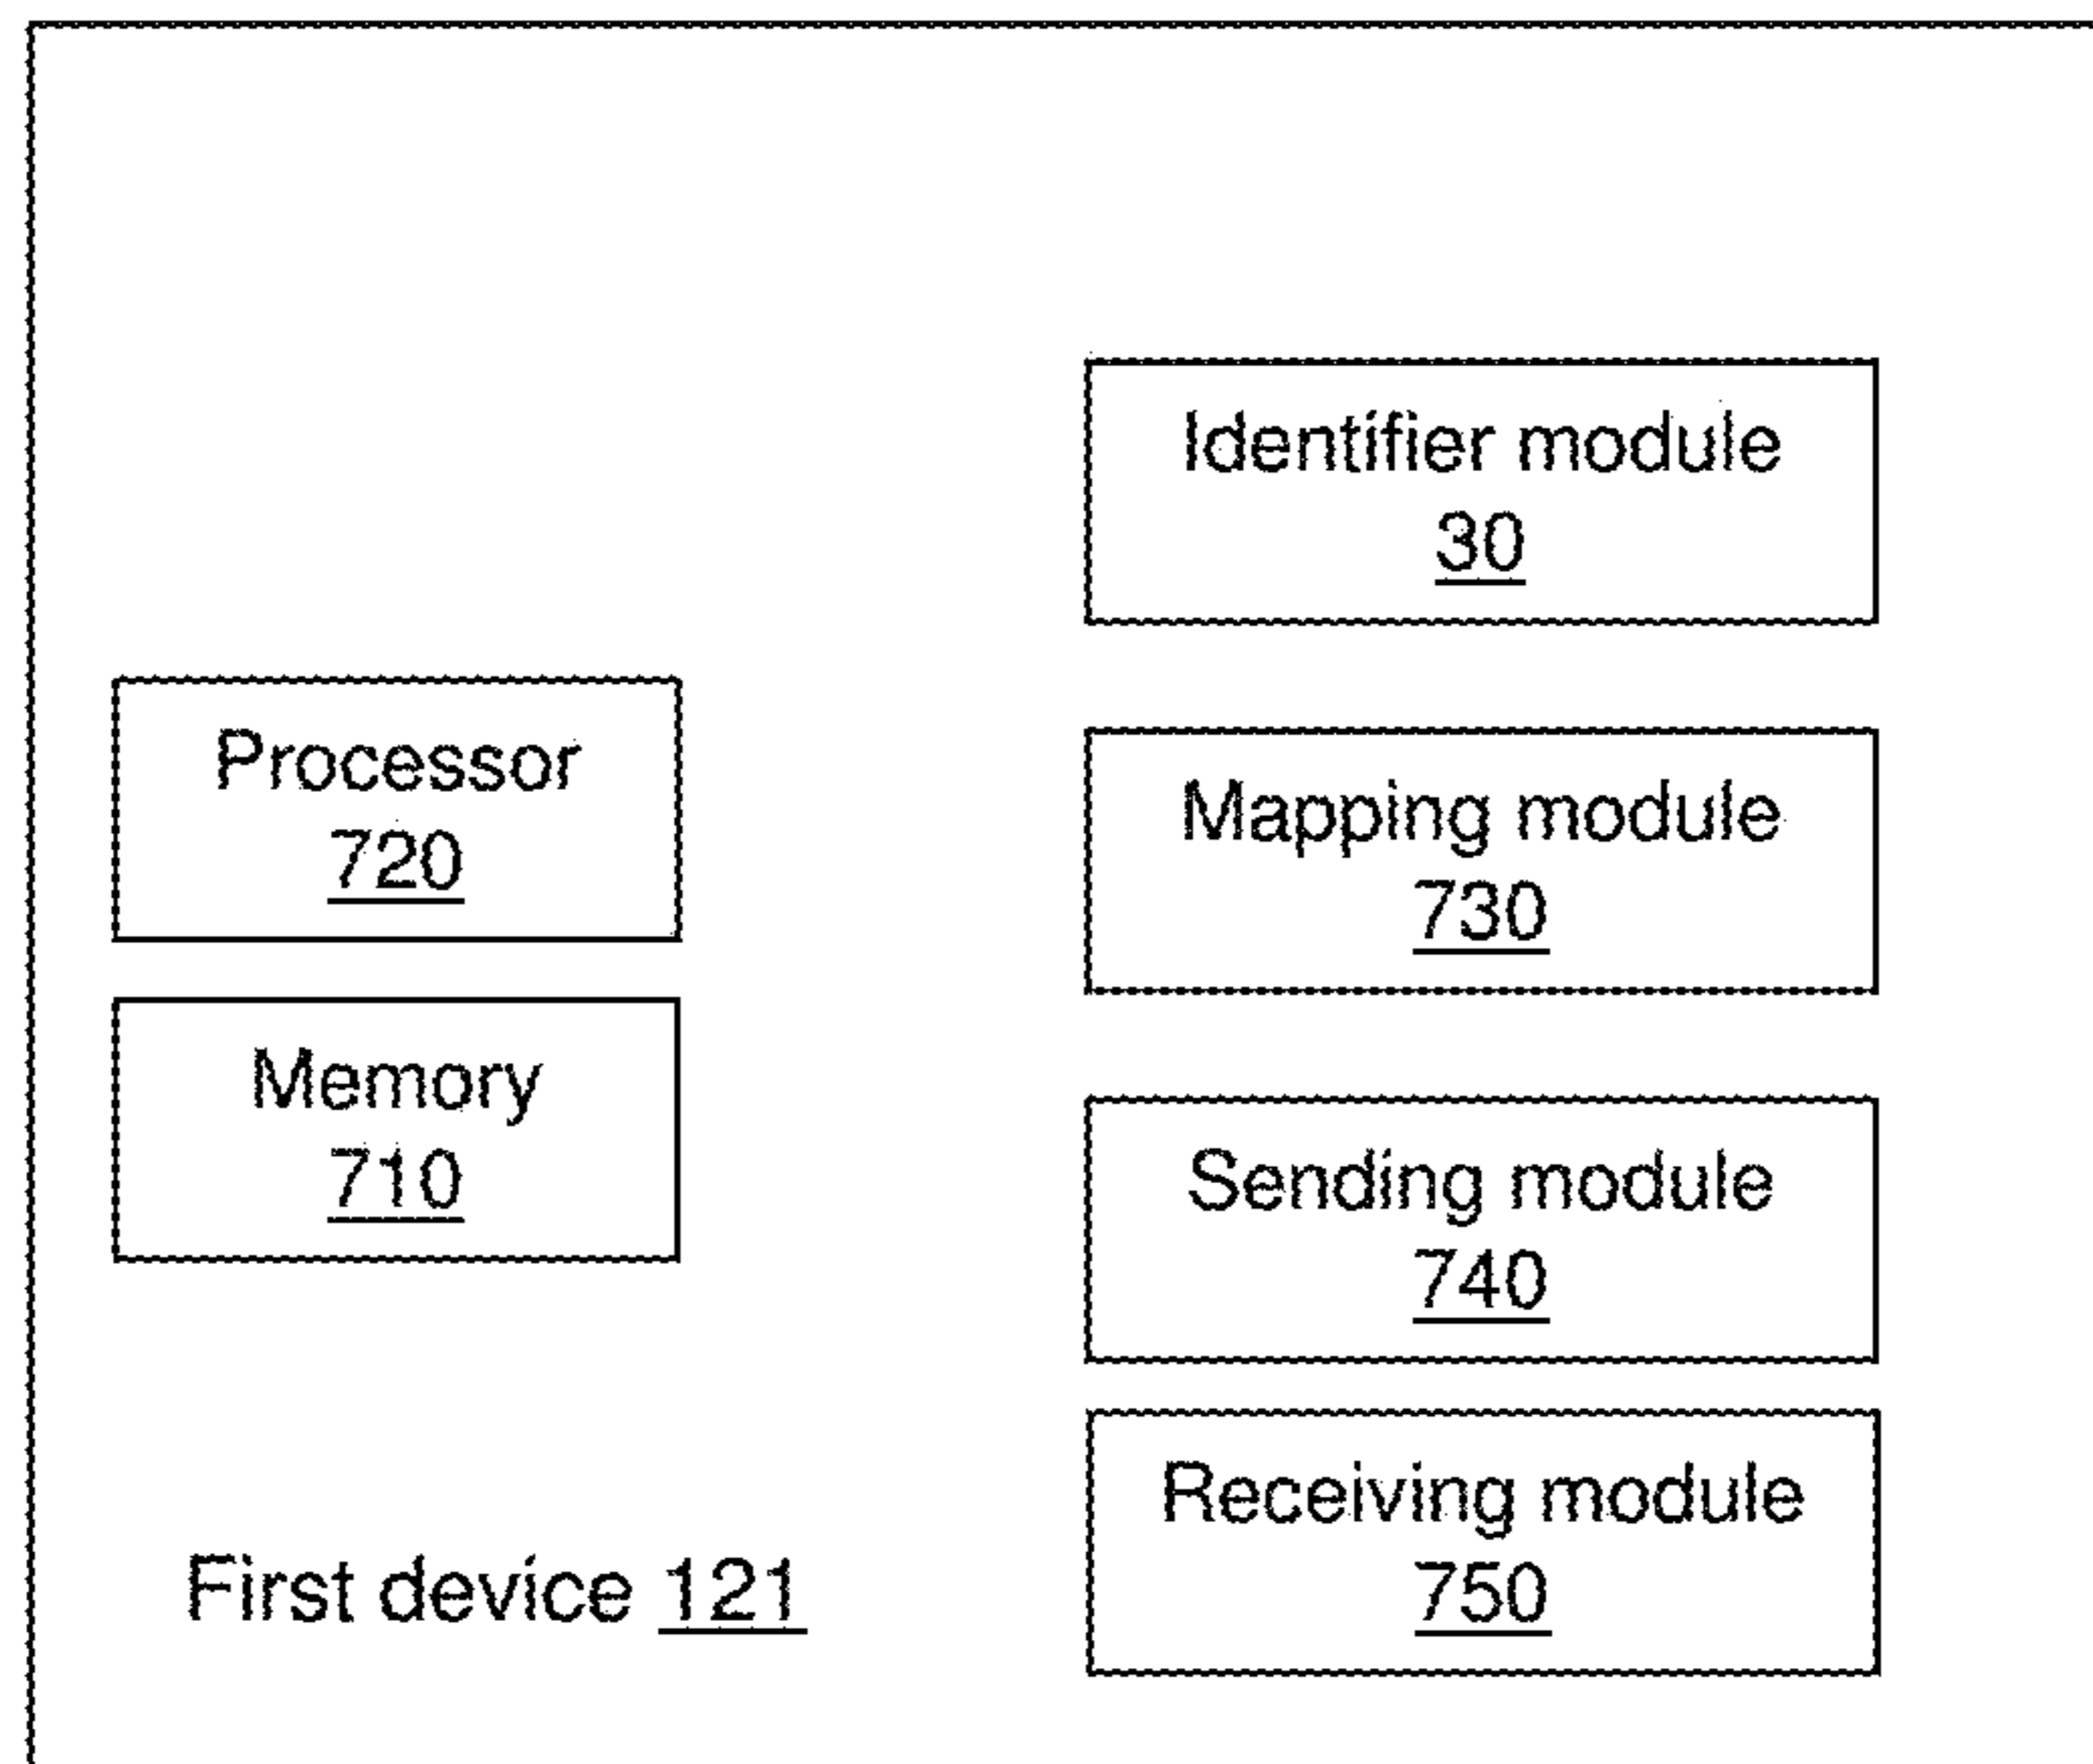 Identifier module
30
Processor
720
Mapping module
730
Memory
710
Sending module
740
Receiving module
750
First device 121